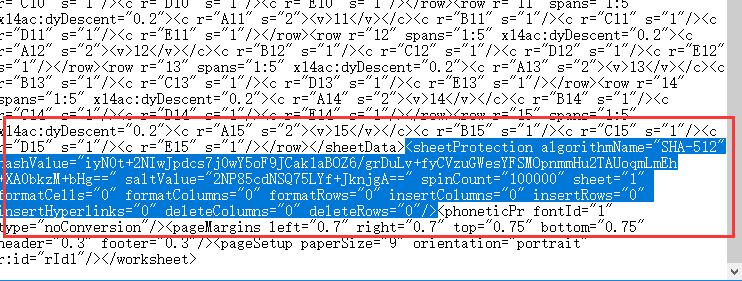 r="C10" s="1"/><c r="D10" s="1"/><c r="E10" s="1"/></row><row r="11" spans="1:5"
x14ac:dyDescent="0.2"><c r="A11" s="2"><v>11</v></c><c r="B11" s="1"/><c r="C11" s="1"/><c
r="D11" s="1"/><c r="E11" s="1"/></row><row r="12" spans="1:5" x14ac:dyDescent="0.2"><c
r="A12" s="2"><v>12</v></c><c r="B12" s="1"/><c r="C12" s="1"/><c r="D12" s="1"/><c r="E12"
s="1"/></row><row r="13" spans="1:5" x14ac:dyDescent="0.2"><c r="A13" s="2"><v>13</v></c><c
r="B13" s="1"/><c r="C13" s="1"/><c r="D13" s="1"/><c r="E13" s="1"/></row><row r="14"
spans="1:5" x14ac:dyDescent="0.2"><c r="A14" s="2"><v>14</v></c><c r="B14" s="1"/><c
r="C14" s="1"/><c r="D14" s="1"/><c r="E14" s="1"/></row><row r="15" spans="1:5"
x14ac:dyDescent="0.2"><c r="A15" s="2"><v>15</v></c><c r="B15" s="1"/><c r="C15" s="1"/><c
r="D15" s="1"/><c r="E15" s="1"/></row></sheetData><sheetProtection algorithmName="SHA-512"
hashValue="iyN0t+2NIwJpdcs7j0wY5oF9JCak1aBOZ6/grDuLv+fyCVzuGWesYFSMOpnmmHu2TAUoqmLmEh
+XA0bkzM+bHg==" saltValue="2NP85cdNSQ75LYf+JknjgA==" spinCount="100000" sheet="1"
formatCells="0" formatColumns="0" formatRows="0" insertColumns="0" insertRows="0"
insertHyperlinks="0" deleteColumns="0" deleteRows="0"/><phoneticPr fontId="1"
type="noConversion"/><pageMargins left="0.7" right="0.7" top="0.75" bottom="0.75"
header="0.3" footer="0.3"/><pageSetup paperSize="9" orientation="portrait"
r:id="rId1"/></worksheet>